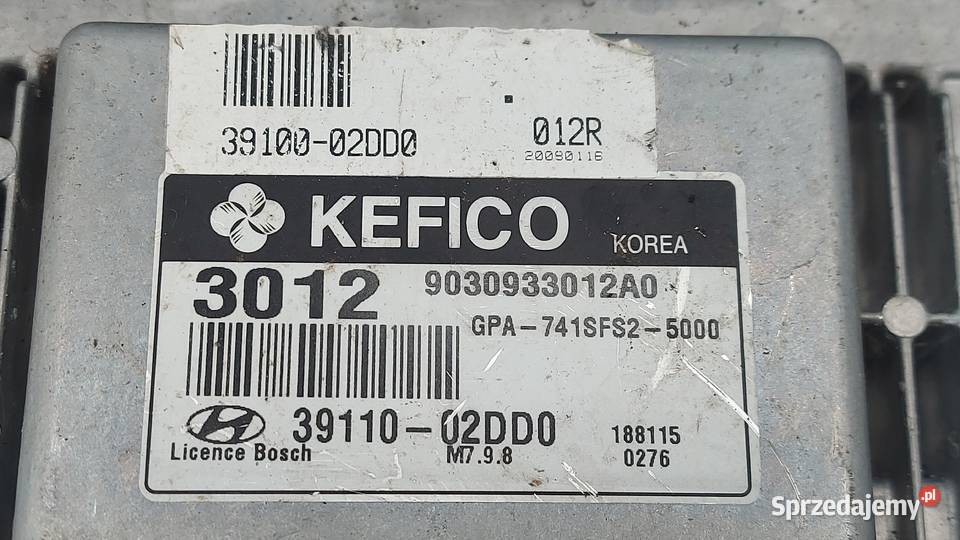 39100-02DD0
012R
20090116
KEFICO
KOREA
3012
9030933012A0
GPA-741SFS2-5000
39110-02DD0
188115
Licence Bosch
M7.9.8
0276
Sprzedajemy.pl